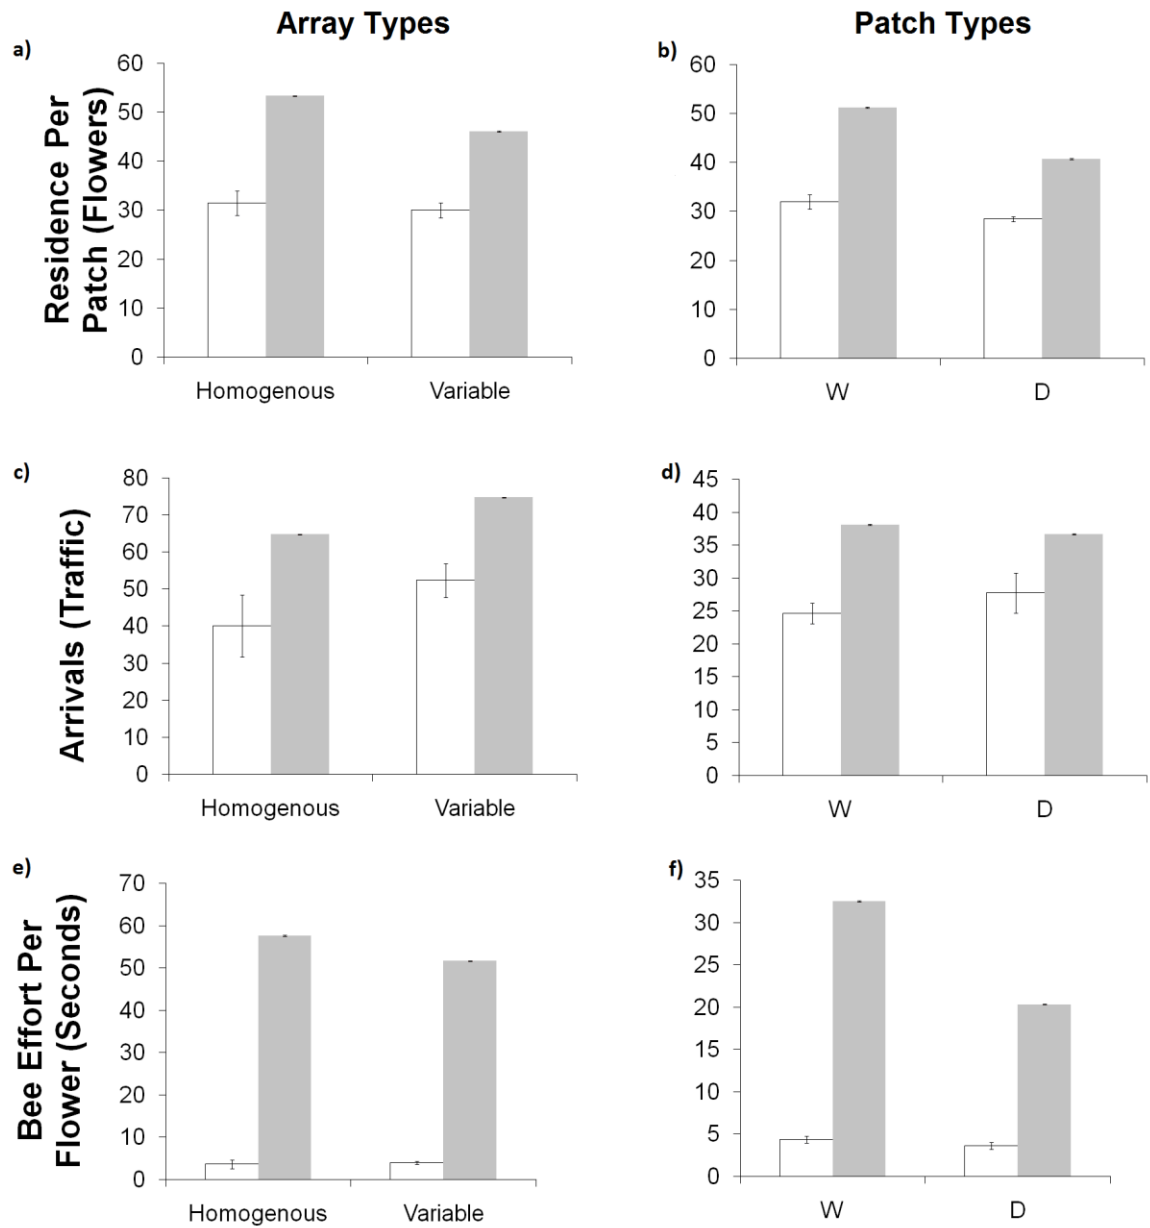 Array Types
Patch Types
a)
Residence Per
Patch (Flowers)
60
50
40
30
20
10
0
Homogenous
Variable
b)
60
50
40
30
20
10
0
W
D
c)
Arrivals (Traffic)
80
70
60
50
40
30
20
10
0
Homogenous
Variable
d)
45
40
35
30
25
20
15
10
5
0
W
D
e)
Bee Effort Per
Flower (Seconds)
70
60
50
40
30
20
10
0
Homogenous
Variable
f)
35
30
25
20
15
10
5
0
W
D